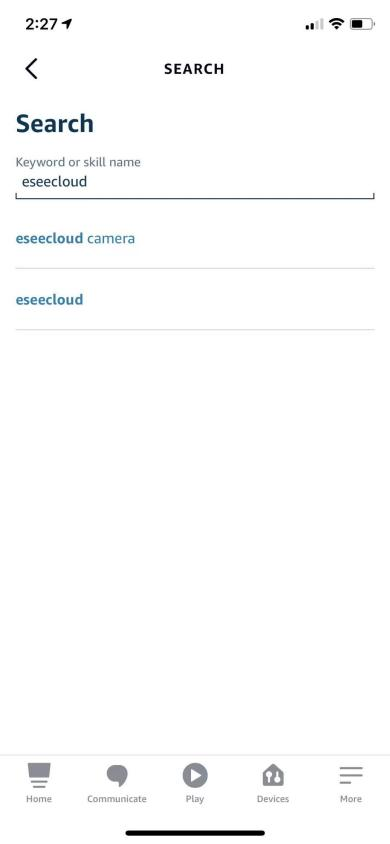 2:27
SEARCH
Search
Keyword or skill name
eseecloud
eseecloud camera
eseecloud
Home Communicate Play Devices More